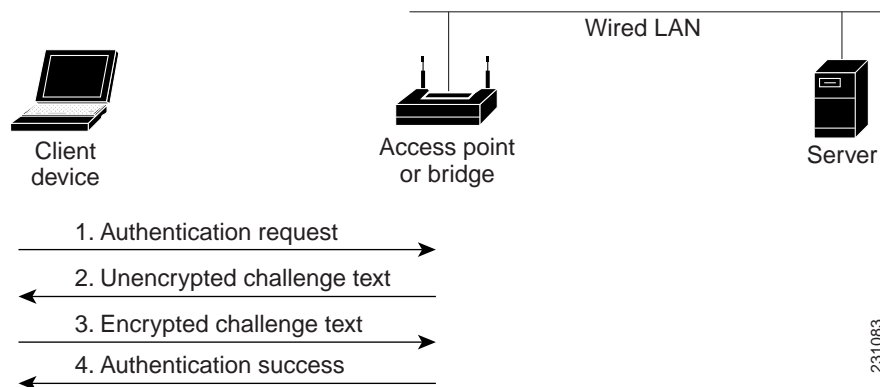 Wired LAN
Client
device
Access point
or bridge
Server
1. Authentication request
2. Unencrypted challenge text
3. Encrypted challenge text
4. Authentication success
231083